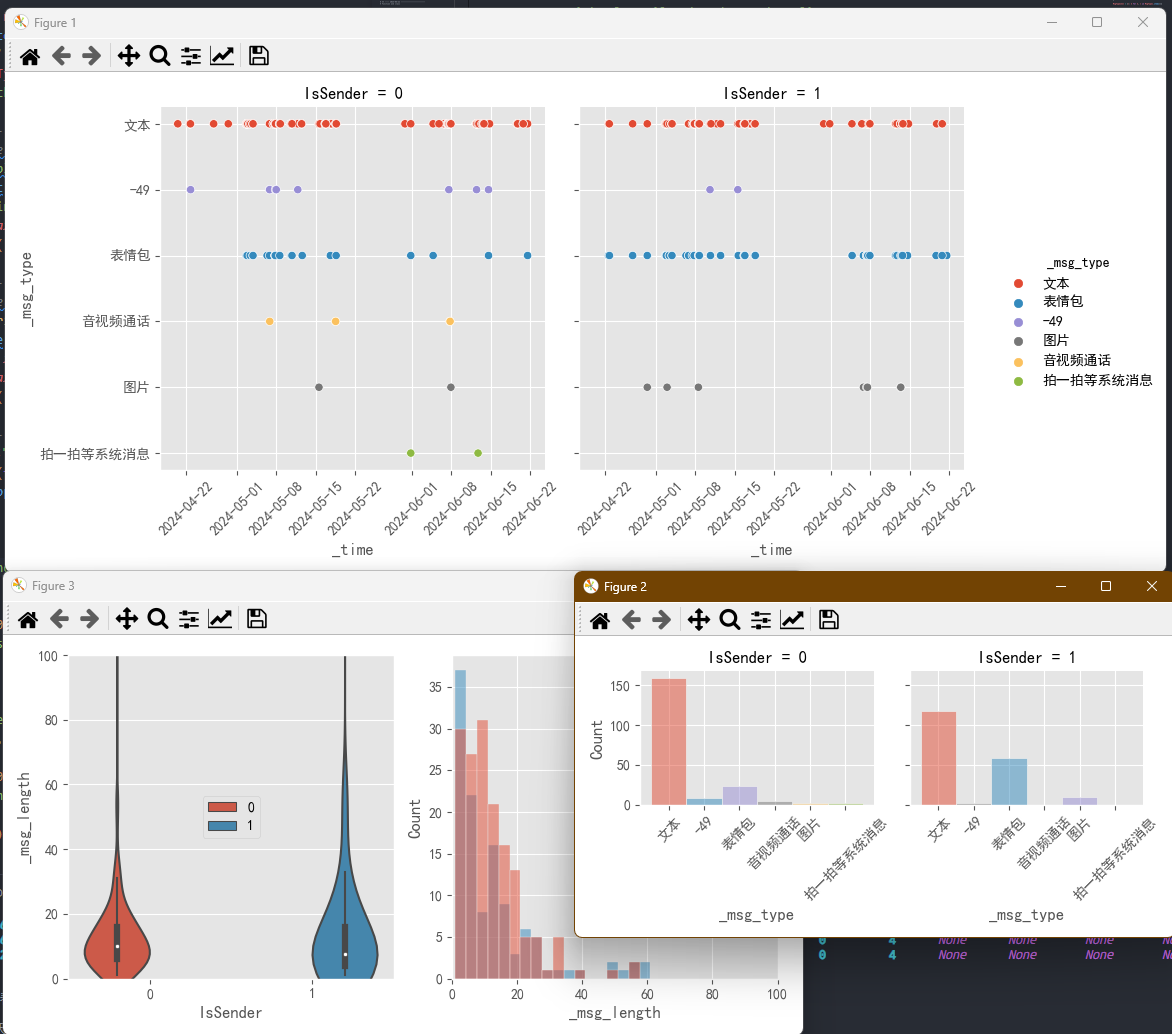 Figure 1
IsSender = 0
IsSender = 1
文本
-49
表情包
音视频通话
图片
拍一拍等系统消息
_msg_type
2024-04-22
2024-05-01
2024-05-08
2024-05-15
2024-05-22
2024-06-01
2024-06-08
2024-06-15
2024-06-22
_time
2024-04-22
2024-05-01
2024-05-08
2024-05-15
2024-05-22
2024-06-01
2024-06-08
2024-06-15
2024-06-22
_time
_msg_type
文本
表情包
-49
图片
音视频通话
拍一拍等系统消息
Figure 3
100
80
60
40
20
0
_msg_length
0
1
0
1
IsSender
35
30
25
20
15
10
5
0
Count
0
20
40
60
80
100
_msg_length
Figure 2
IsSender = 0
IsSender = 1
150
100
50
0
Count
文本
-49
表情包
音视频通话
图片
拍一拍等系统消息
_msg_type
文本
-49
表情包
音视频通话
图片
拍一拍等系统消息
_msg_type
0 4 None None None
0 4 None None None